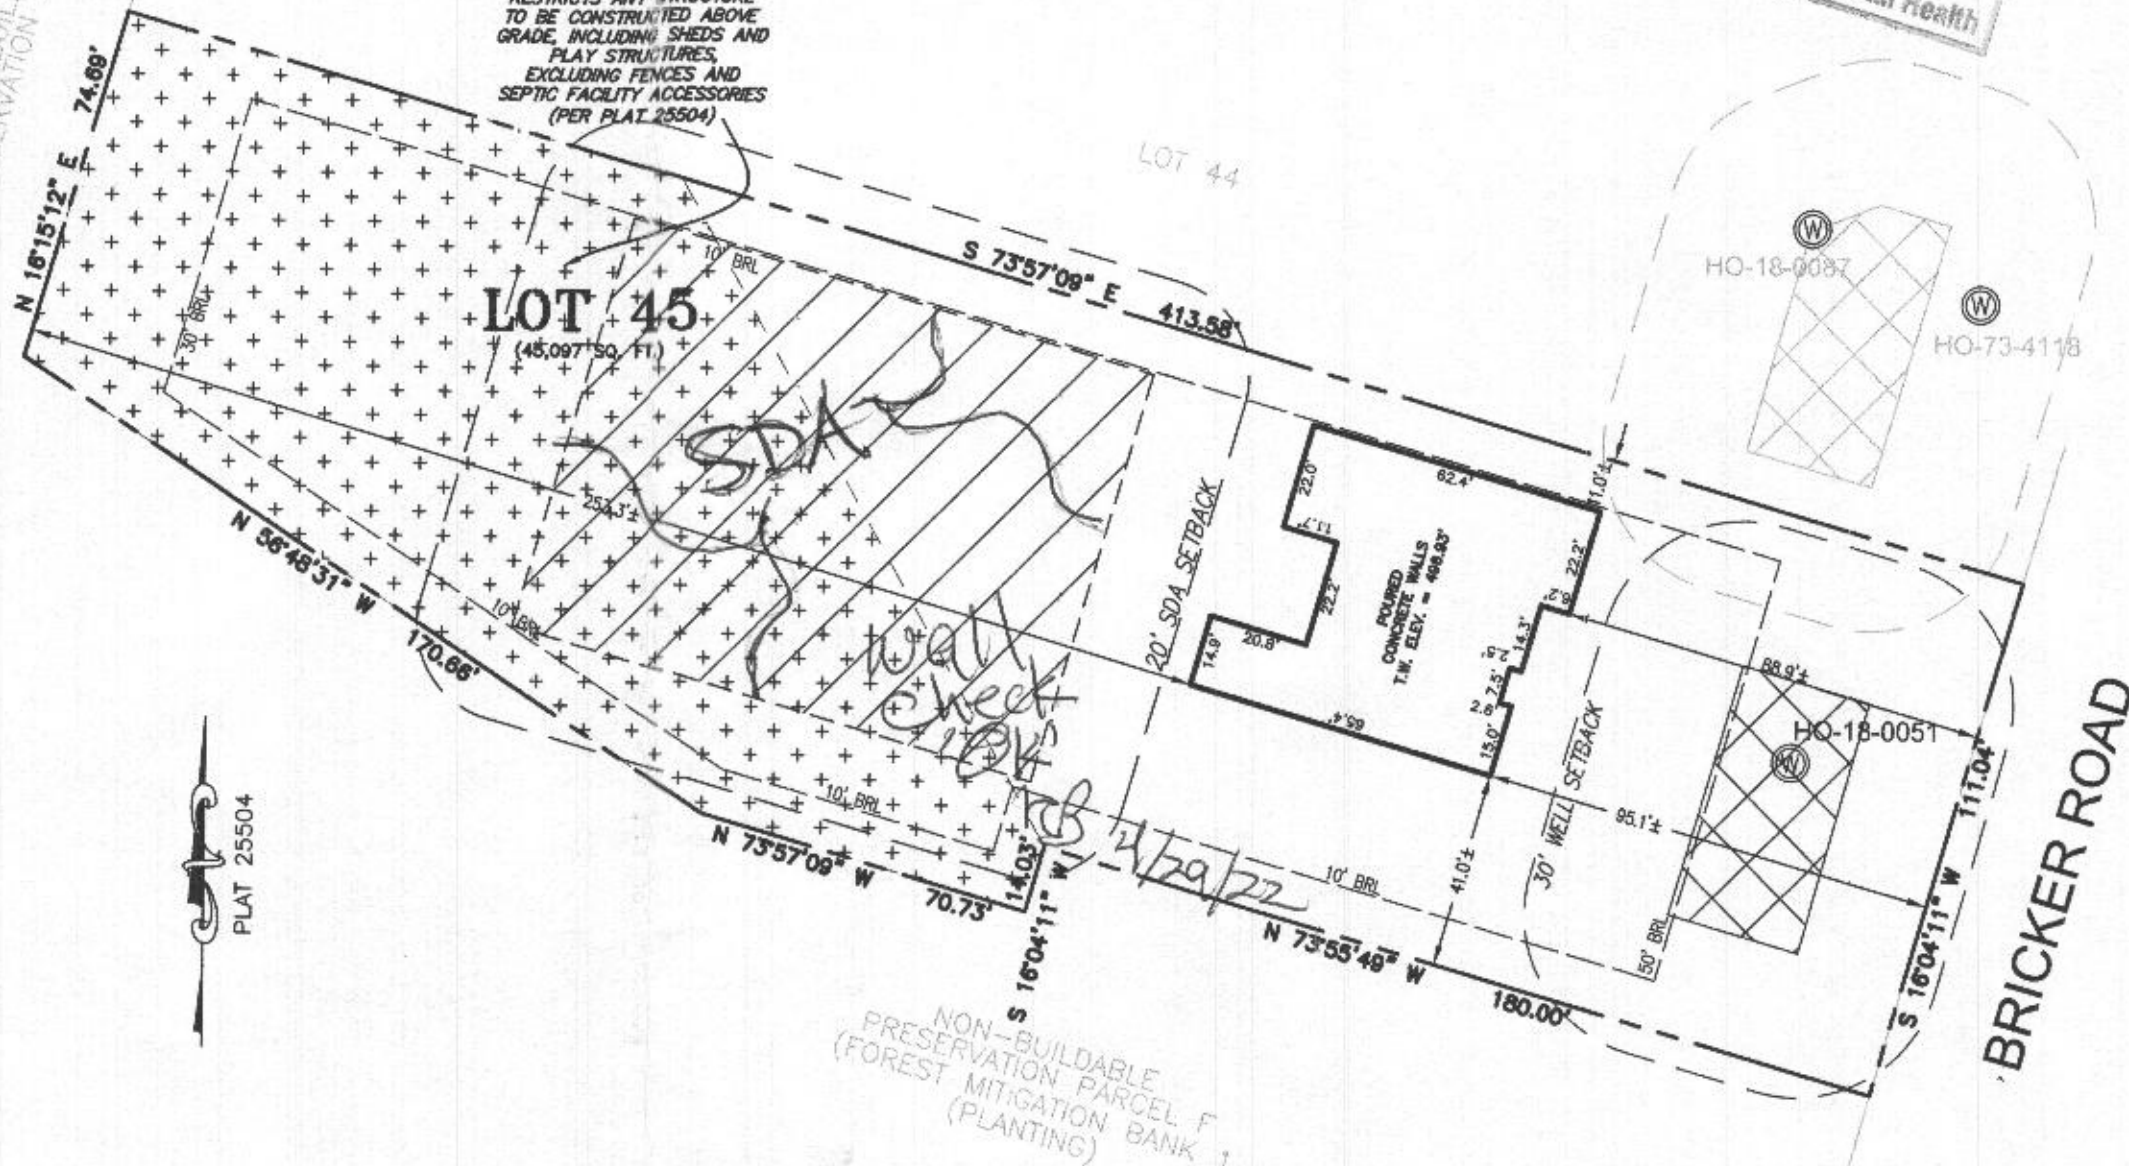 Health
RVATION
TO BE CONSTRUCTED ABOVE
GRADE, INCLUDING SHEDS AND
PLAY STRUCTURES,
EXCLUDING FENCES AND
SEPTIC FACILITY ACCESSORIES
(PER PLAT 25504)
74.69'
N 16°15'12" E
LOT 44
S 73°57'09" E 413.58'
HO-18-0087
HO-73-4118
10' BRL
30' BRL
LOT 45
(45,097 SQ. FT.)
SDA
253.3'±
20' SDA SETBACK
22.0'
62.4'
11.0'±
11.7'
22.2'
22.2'
POURED
CONCRETE WALLS
T.W. ELEV. = 498.93'
14.9'
20.8'
14.3'
7.5'
2.8'
15.0'
65.4'
N 56°48'31" W
170.66'
10' BRL
wall
check
OK
88.9'±
HO-18-0051
95.1'±
111.04'
S 16°04'11" W
BRICKER ROAD
30' WELL SETBACK
41.0'±
50' BRL
10' BRL
10' BRL
4/29/22
N 73°57'09" W 70.73'
14.03'
S 16°04'11" W
N 73°55'49" W 180.00'
PLAT 25504
NON-BUILDABLE
PRESERVATION PARCEL F
(FOREST MITIGATION BANK
(PLANTING)